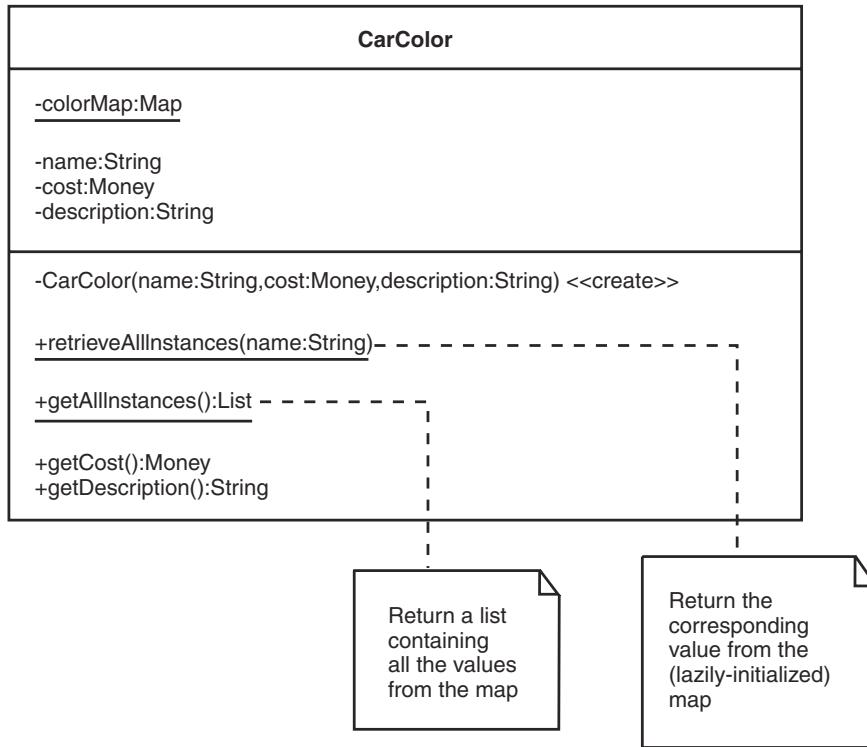 CarColor
-colorMap:Map
-name:String
-cost:Money
-description:String
-CarColor(name:String,cost:Money,description:String) <<create>>
+retrieveAllInstances(name:String)
+getAllInstances():List
+getCost():Money
+getDescription():String
Return a list
containing
all the values
from the map
Return the
corresponding
value from the
(lazily-initialized)
map